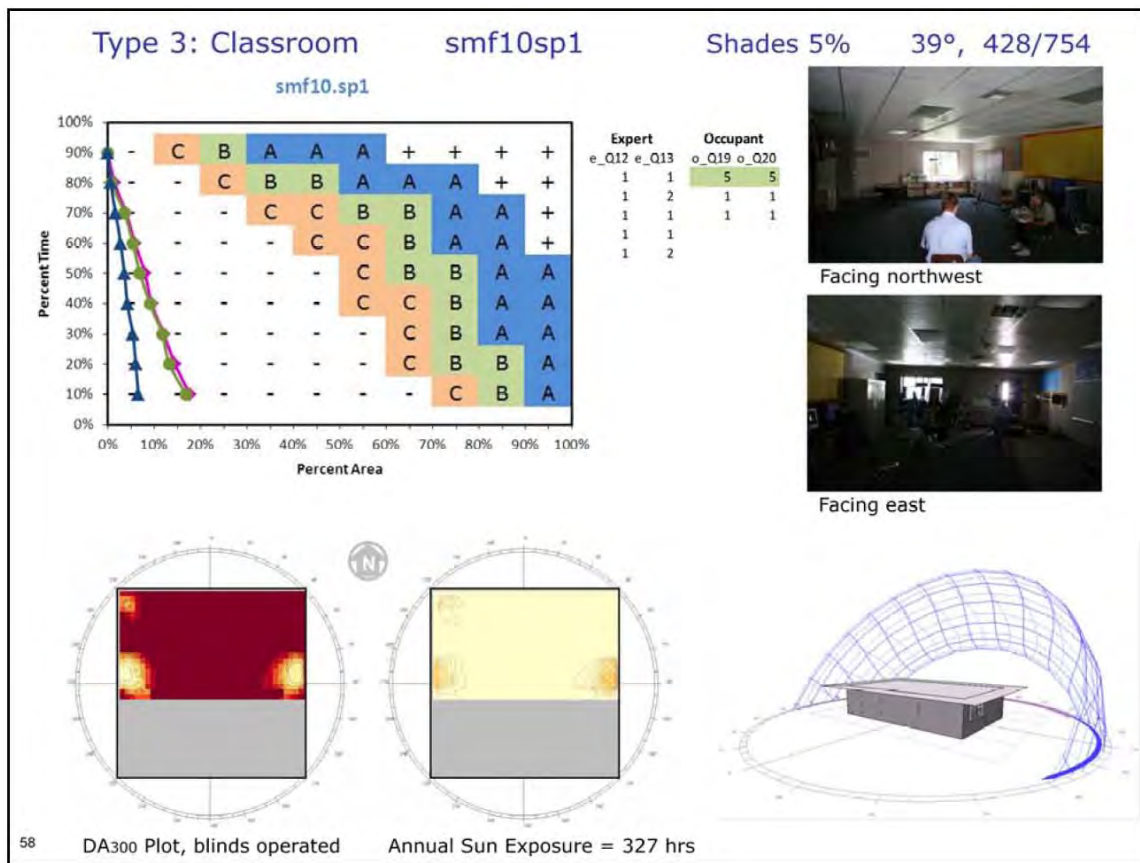 Type 3: Classroom smf10sp1 Shades 5% 39°, 428/754
smf10.sp1
100%
90% - C B A A A + + + +
80% - - C B B A A A + +
70% - - - C C B B A A +
60% - - - - C C B A A +
50% - - - - - C B B A A
40% - - - - - C C B A A
30% - - - - - - C B A A
20% - - - - - - C B B A
10% - - - - - - - C B A
0%
0% 10% 20% 30% 40% 50% 60% 70% 80% 90% 100%
Percent Time
Percent Area
Expert Occupant
e_Q12 e_Q13 o_Q19 o_Q20
1 1 5 5
1 2 1 1
1 1 1 1
1 1
1 2
Facing northwest
Facing east
N
58 DA300 Plot, blinds operated Annual Sun Exposure = 327 hrs